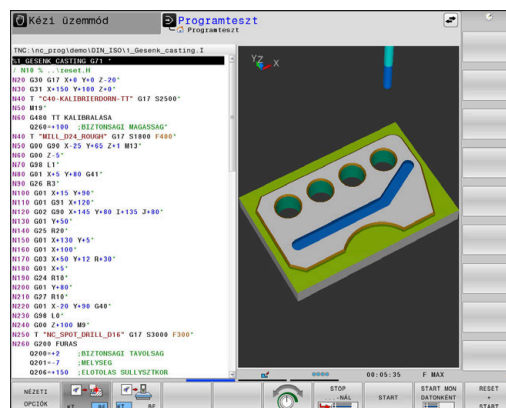 Kézi üzemmód
Programteszt
Programteszt
TNC:\nc_prog\demo\DIN_ISO\1_Gesenk_casting.I
%1_GESENK_CASTING G71 *
/ N10 % ..\reset.H
N20 G30 G17 X+0 Y+0 Z-20*
N30 G31 X+150 Y+100 Z+0*
N40 T "C40-KALIBRIERDORN-TT" G17 S2500*
N50 M19*
N60 G480 TT KALIBRALASA
Q260=+100 ;BIZTONSAGI MAGASSAG*
N40 T "MILL_D24_ROUGH" G17 S1800 F400*
N50 G00 G90 X-25 Y+65 Z+1 M13*
N60 G00 Z-5*
N70 G98 L1*
N80 G01 X+5 Y+80 G41*
N90 G26 R3*
N100 G01 X+15 Y+90*
N110 G01 G91 X+120*
N120 G02 G90 X+145 Y+80 I+135 J+80*
N130 G01 Y+50*
N140 G25 R20*
N150 G01 X+130 Y+5*
N160 G01 X+100*
N170 G03 X+50 Y+12 R+30*
N180 G01 X+5*
N190 G24 R10*
N200 G01 Y+80*
N210 G27 R10*
N220 G01 X-20 Y+90 G40*
N230 G98 L0*
N240 G00 Z+100 M9*
N250 T "NC_SPOT_DRILL_D16" G17 S3000 F300*
N260 G200 FURAS
Q200=+2 ;BIZTONSAGI TAVOLSAG
Q201=-7 ;MELYSEG
Q206=+150 ;ELOTOLAS SULLYSZTKOR
YZ X
00:05:35 F MAX
NÉZETI
OPCIÓK
KI BE
KI BE
STOP
...-NÁL
START
START MON
DATONKÉNT
RESET
+
START